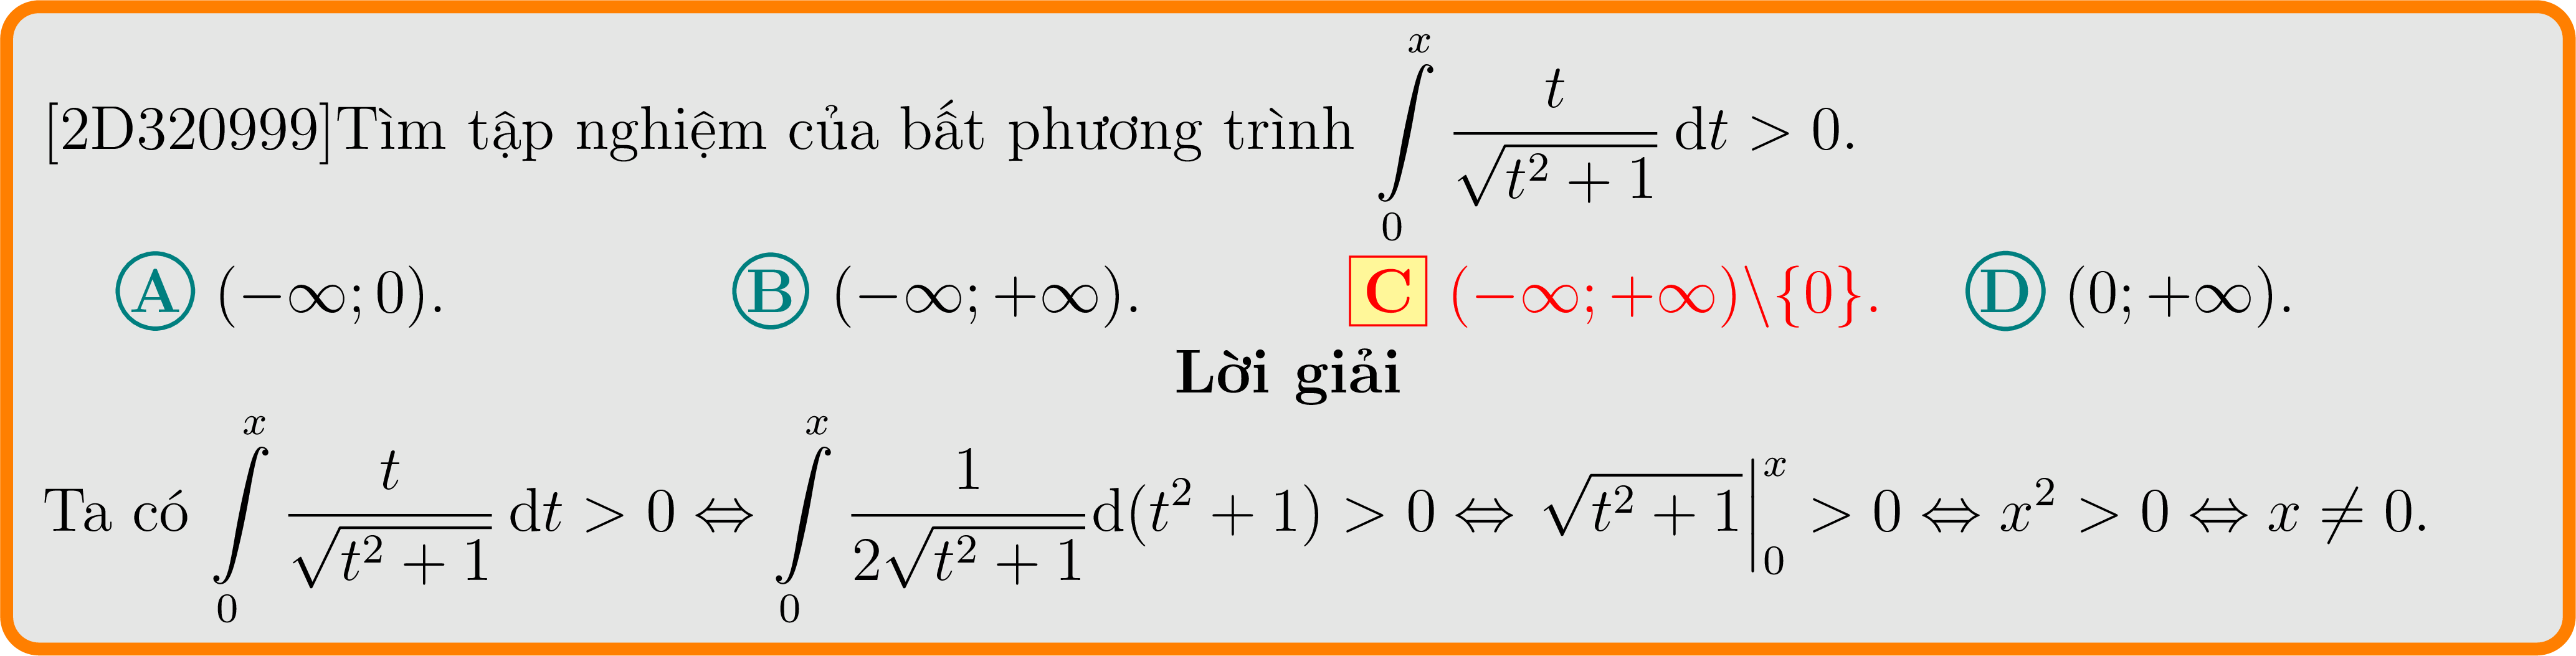 [2D320999]Tìm tập nghiệm của bất phương trình $\int\limits_0^x \frac{t}{\sqrt{t^2+1}}\,\mathrm{d}t > 0.$
A $(-\infty;0).$ B $(-\infty;+\infty).$ C $(-\infty;+\infty)\backslash\{0\}.$ D $(0;+\infty).$
Lời giải
Ta có $\int\limits_0^x \frac{t}{\sqrt{t^2+1}}\,\mathrm{d}t > 0 \Leftrightarrow \int\limits_0^x \frac{1}{2\sqrt{t^2+1}}\mathrm{d}(t^2+1) > 0 \Leftrightarrow \sqrt{t^2+1}\Big|_0^x > 0 \Leftrightarrow x^2 > 0 \Leftrightarrow x \neq 0.$